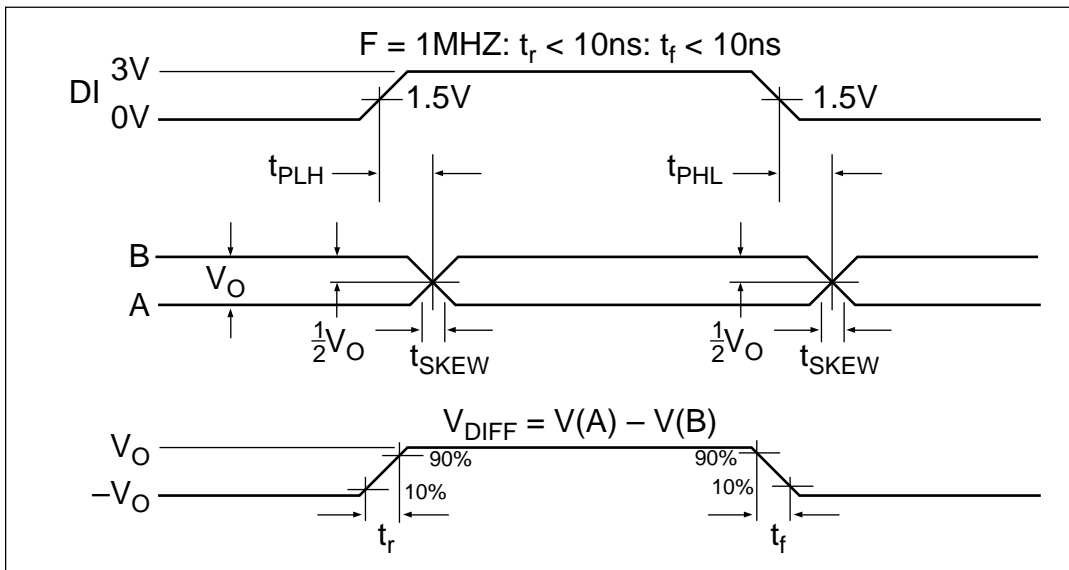 F = 1MHZ: tr < 10ns: tf < 10ns
3V
DI
0V
1.5V
1.5V
tPLH
tPHL
B
VO
A
½VO
tSKEW
½VO
tSKEW
VDIFF = V(A) – V(B)
VO
90%
90%
–VO
10%
10%
tr
tf